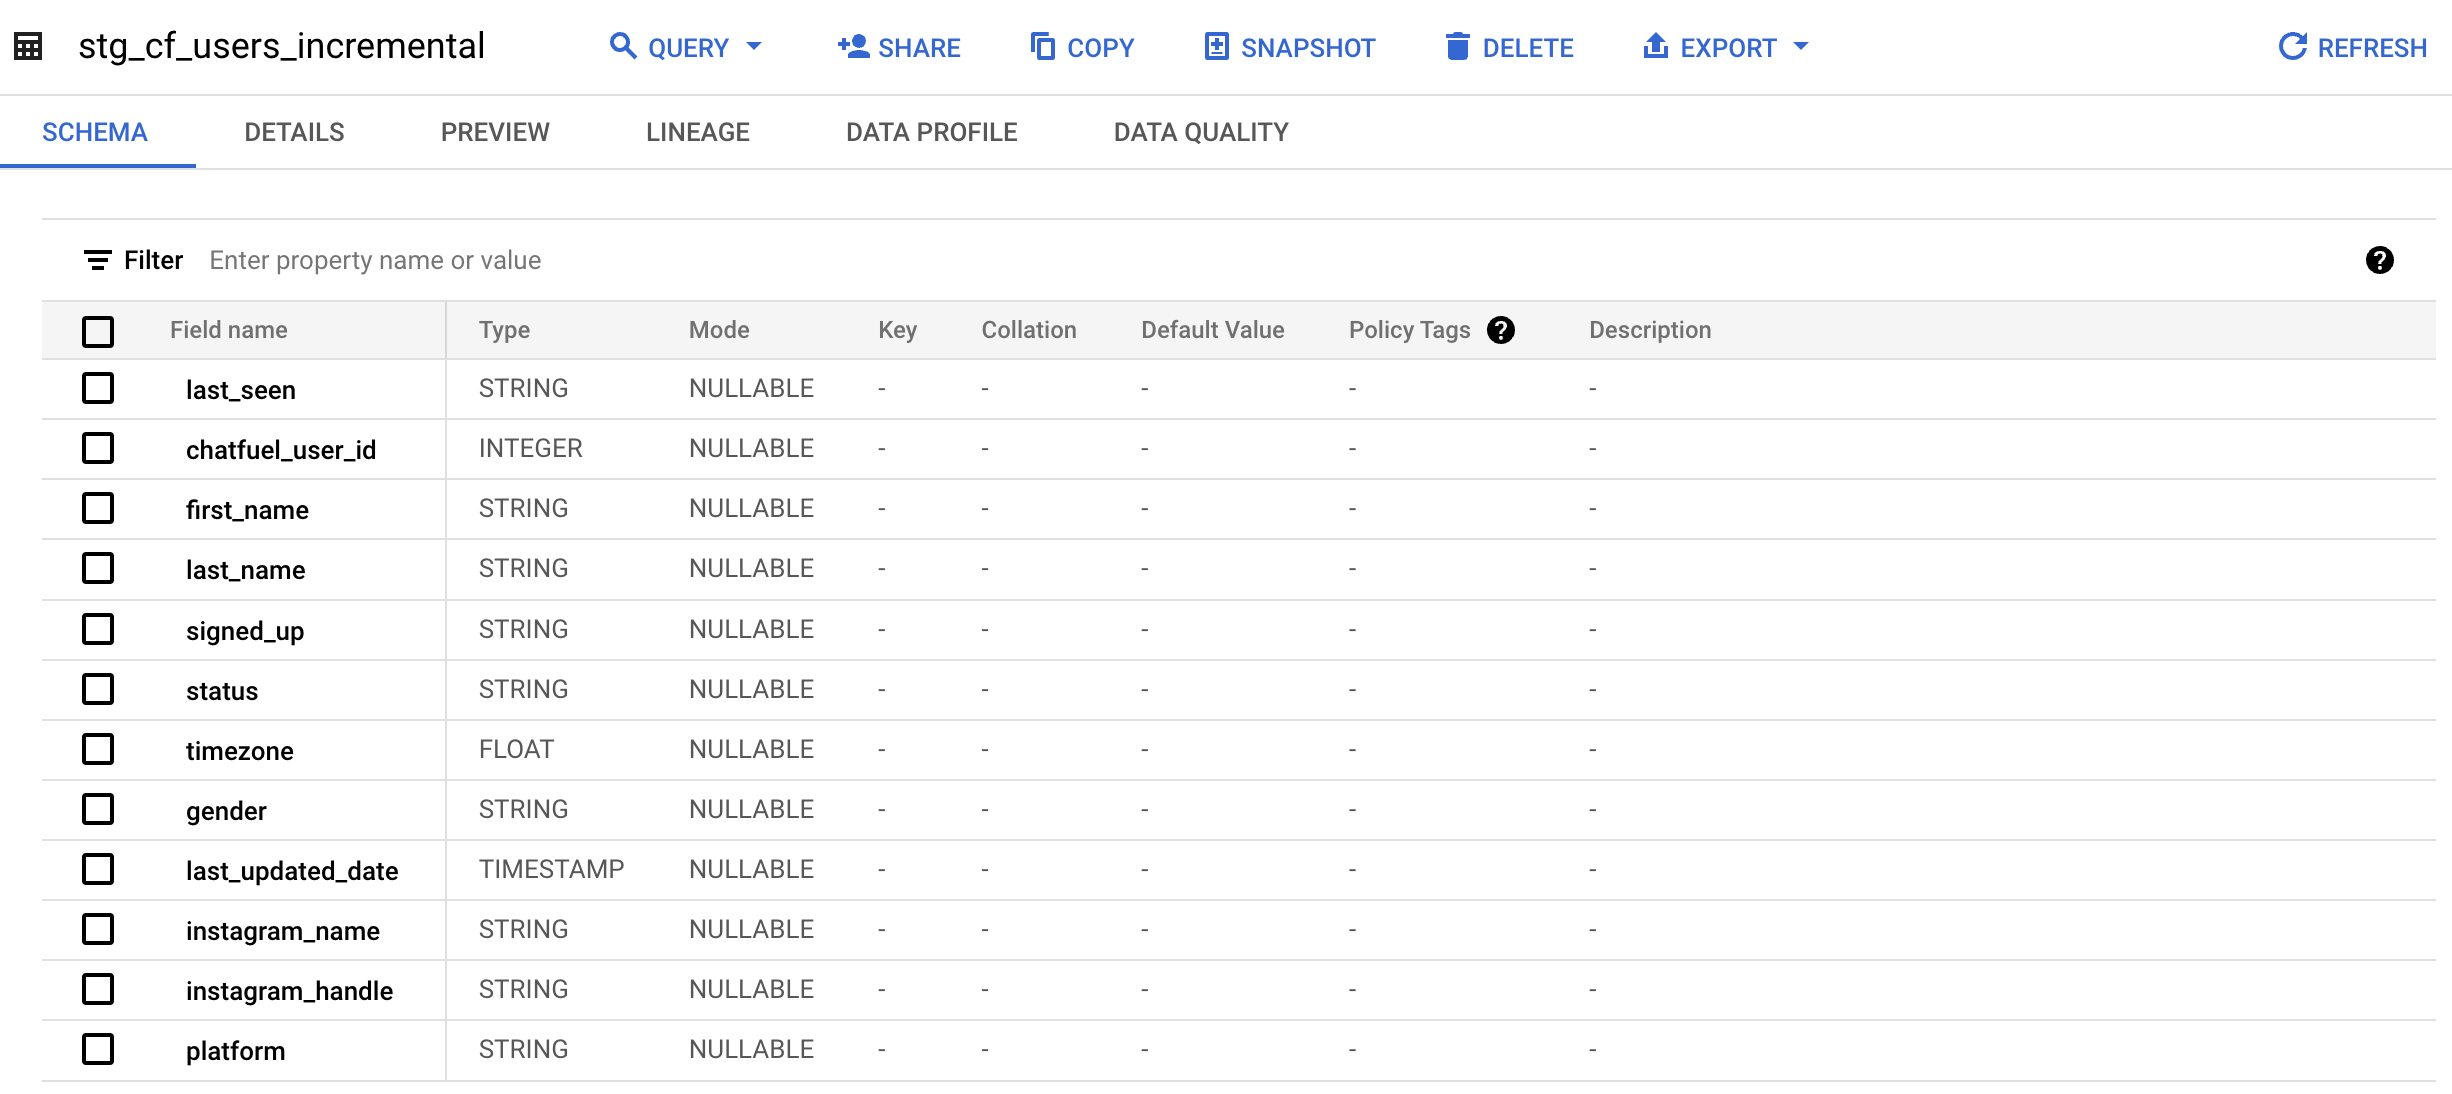 stg_cf_users_incremental QUERY SHARE COPY SNAPSHOT DELETE EXPORT REFRESH
SCHEMA DETAILS PREVIEW LINEAGE DATA PROFILE DATA QUALITY
Filter Enter property name or value ?
Field name Type Mode Key Collation Default Value Policy Tags ? Description
last_seen STRING NULLABLE - - - - -
chatfuel_user_id INTEGER NULLABLE - - - - -
first_name STRING NULLABLE - - - - -
last_name STRING NULLABLE - - - - -
signed_up STRING NULLABLE - - - - -
status STRING NULLABLE - - - - -
timezone FLOAT NULLABLE - - - - -
gender STRING NULLABLE - - - - -
last_updated_date TIMESTAMP NULLABLE - - - - -
instagram_name STRING NULLABLE - - - - -
instagram_handle STRING NULLABLE - - - - -
platform STRING NULLABLE - - - - -